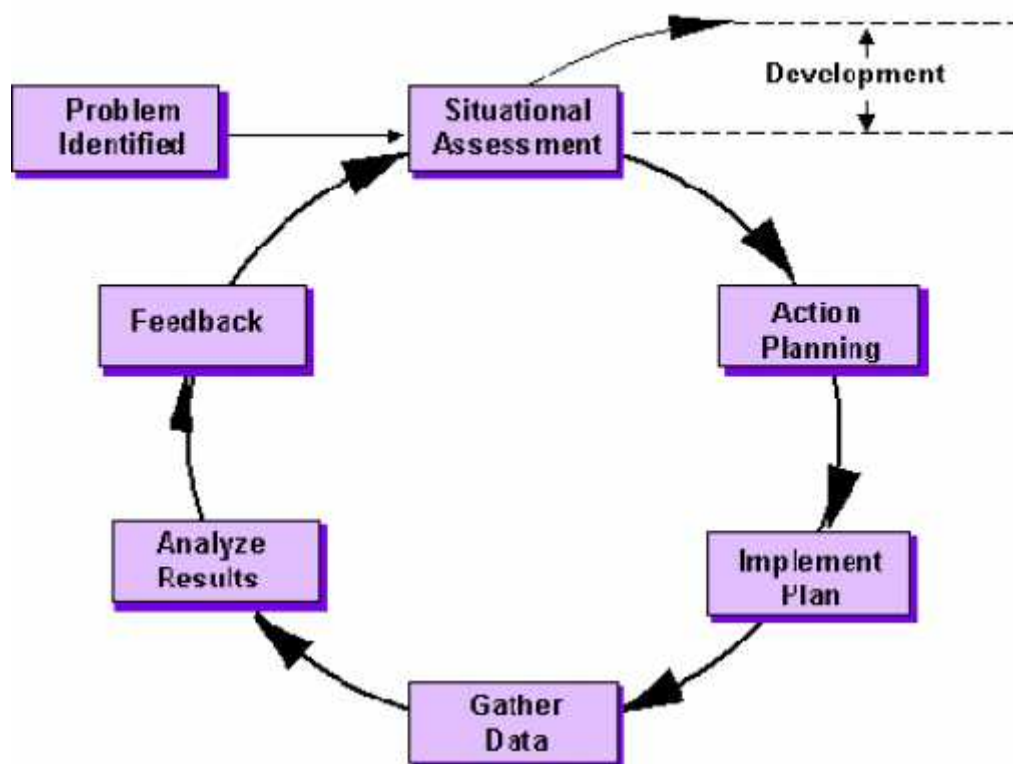 Development
Problem
Identified
Situational
Assessment
Action
Planning
Implement
Plan
Gather
Data
Analyze
Results
Feedback